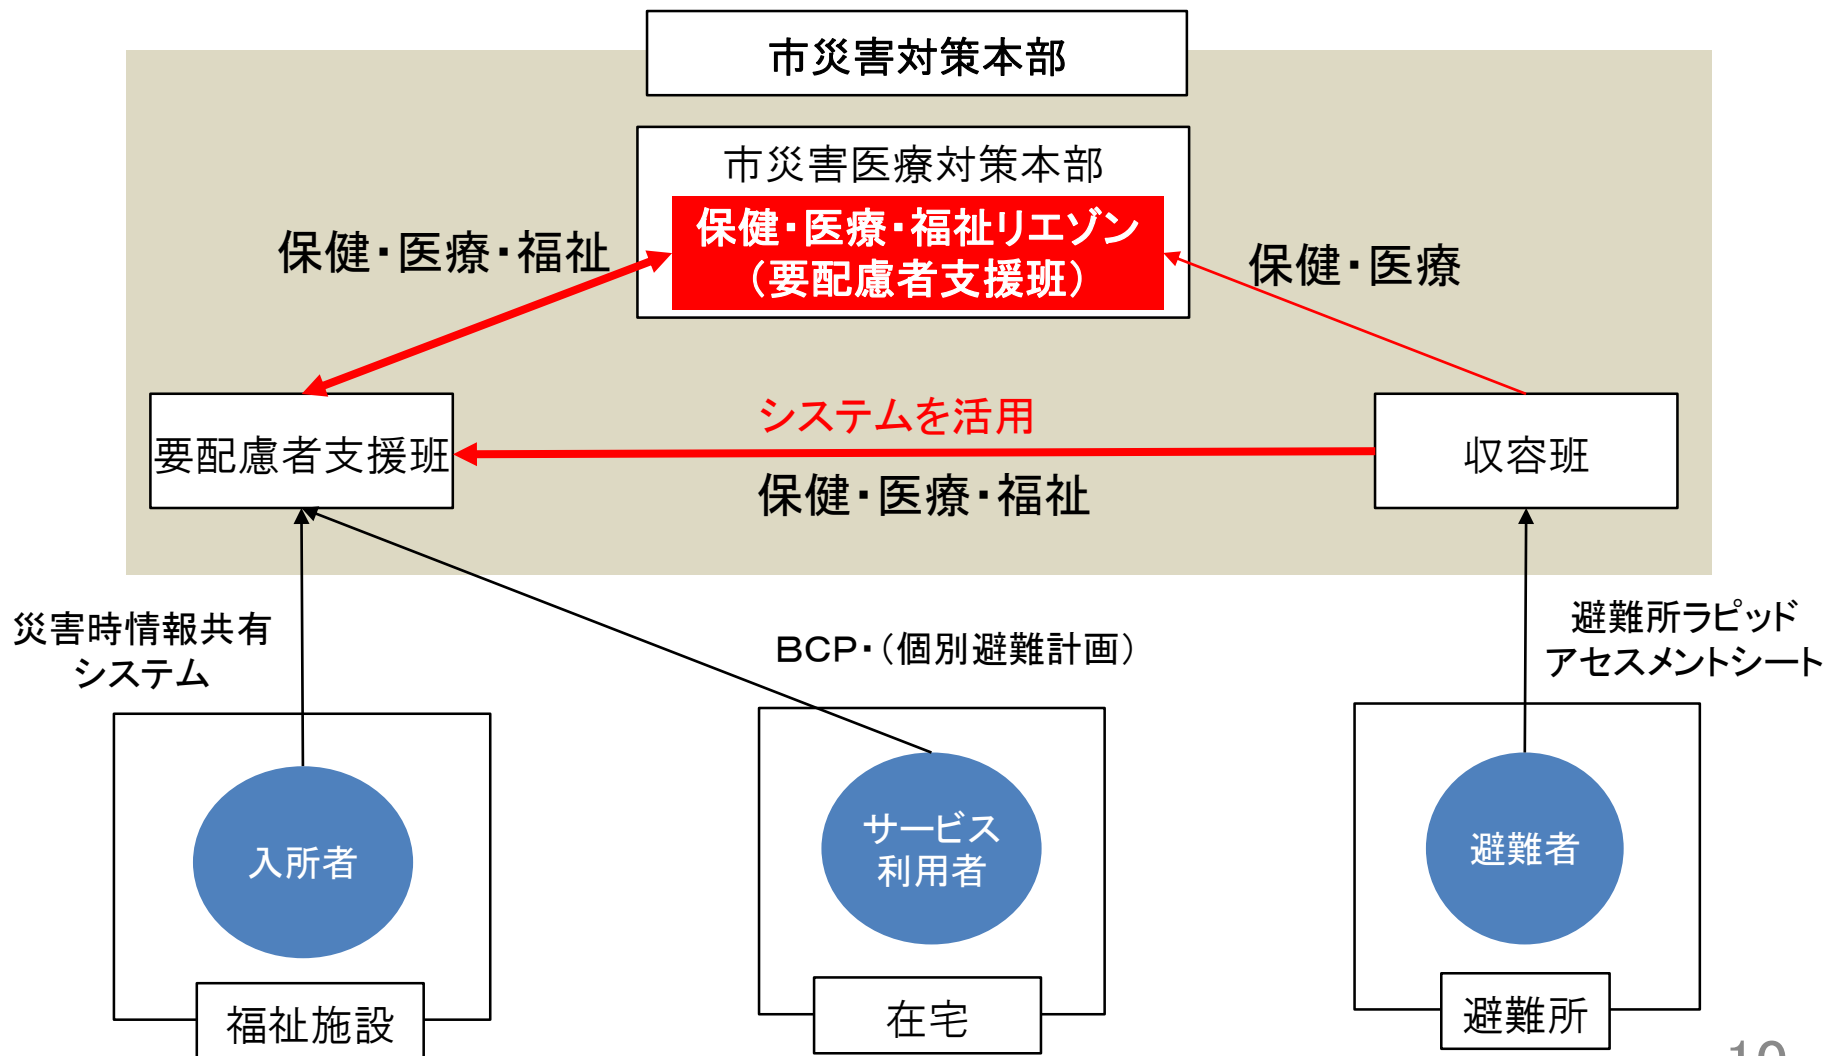 市災害対策本部
市災害医療対策本部
保健・医療・福祉リエゾン
（要配慮者支援班）
保健・医療・福祉
保健・医療
システムを活用
要配慮者支援班
収容班
保健・医療・福祉
災害時情報共有
システム
BCP・（個別避難計画）
避難所ラピッド
アセスメントシート
入所者
サービス
利用者
避難者
福祉施設
在宅
避難所